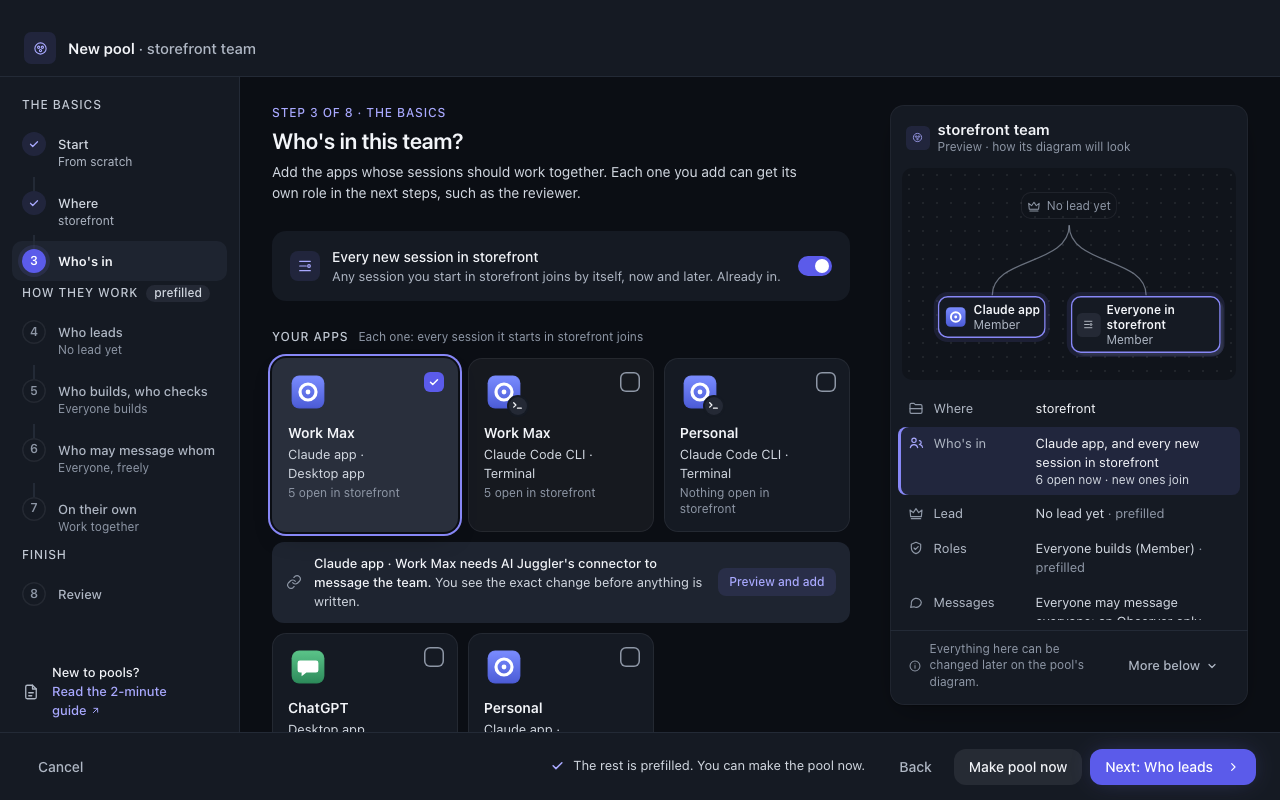 New pool · storefront team
THE BASICS
Start
From scratch
Where
storefront
3
Who's in
HOW THEY WORK
prefilled
4
Who leads
No lead yet
5
Who builds, who checks
Everyone builds
6
Who may message whom
Everyone, freely
7
On their own
Work together
FINISH
8
Review
New to pools?
Read the 2-minute
guide ↗
STEP 3 OF 8 · THE BASICS
Who's in this team?
Add the apps whose sessions should work together. Each one you add can get its
own role in the next steps, such as the reviewer.
Every new session in storefront
Any session you start in storefront joins by itself, now and later. Already in.
YOUR APPS
Each one: every session it starts in storefront joins
Work Max
Claude app ·
Desktop app
5 open in storefront
Work Max
Claude Code CLI ·
Terminal
5 open in storefront
Personal
Claude Code CLI ·
Terminal
Nothing open in
storefront
Claude app · Work Max needs AI Juggler's connector to
message the team. You see the exact change before anything is
written.
Preview and add
ChatGPT
Desktop app
Personal
Claude app ·
storefront team
Preview · how its diagram will look
No lead yet
Claude app
Member
Everyone in
storefront
Member
Where
storefront
Who's in
Claude app, and every new
session in storefront
6 open now · new ones join
Lead
No lead yet · prefilled
Roles
Everyone builds (Member) ·
prefilled
Messages
Everyone may message
everyone; an Observer only
Everything here can be
changed later on the pool's
diagram.
More below
Cancel
The rest is prefilled. You can make the pool now.
Back
Make pool now
Next: Who leads